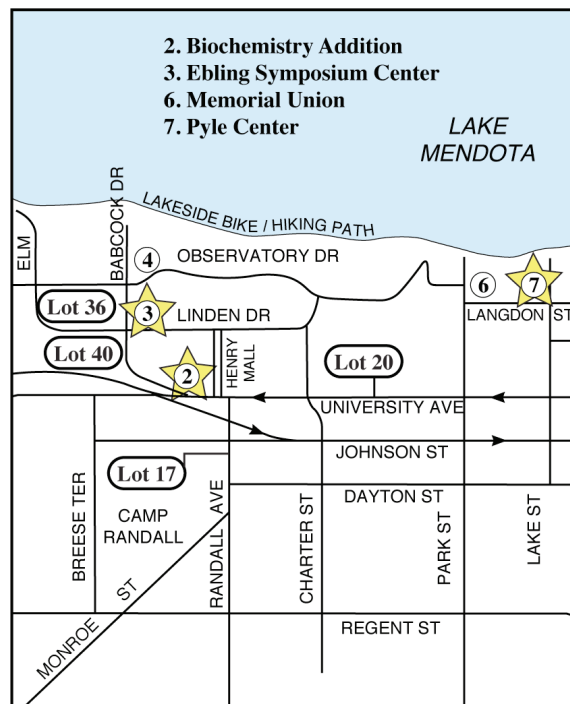 2. Biochemistry Addition
3. Ebling Symposium Center
6. Memorial Union
7. Pyle Center
LAKE
MENDOTA
LAKESIDE BIKE / HIKING PATH
ELM
BABCOCK DR
4
OBSERVATORY DR
6
7
Lot 36
3
LINDEN DR
LANGDON ST
Lot 40
2
HENRY
MALL
Lot 20
UNIVERSITY AVE
JOHNSON ST
Lot 17
DAYTON ST
CAMP
RANDALL
BREESE TER
RANDALL AVE
CHARTER ST
PARK ST
LAKE ST
MONROE ST
REGENT ST